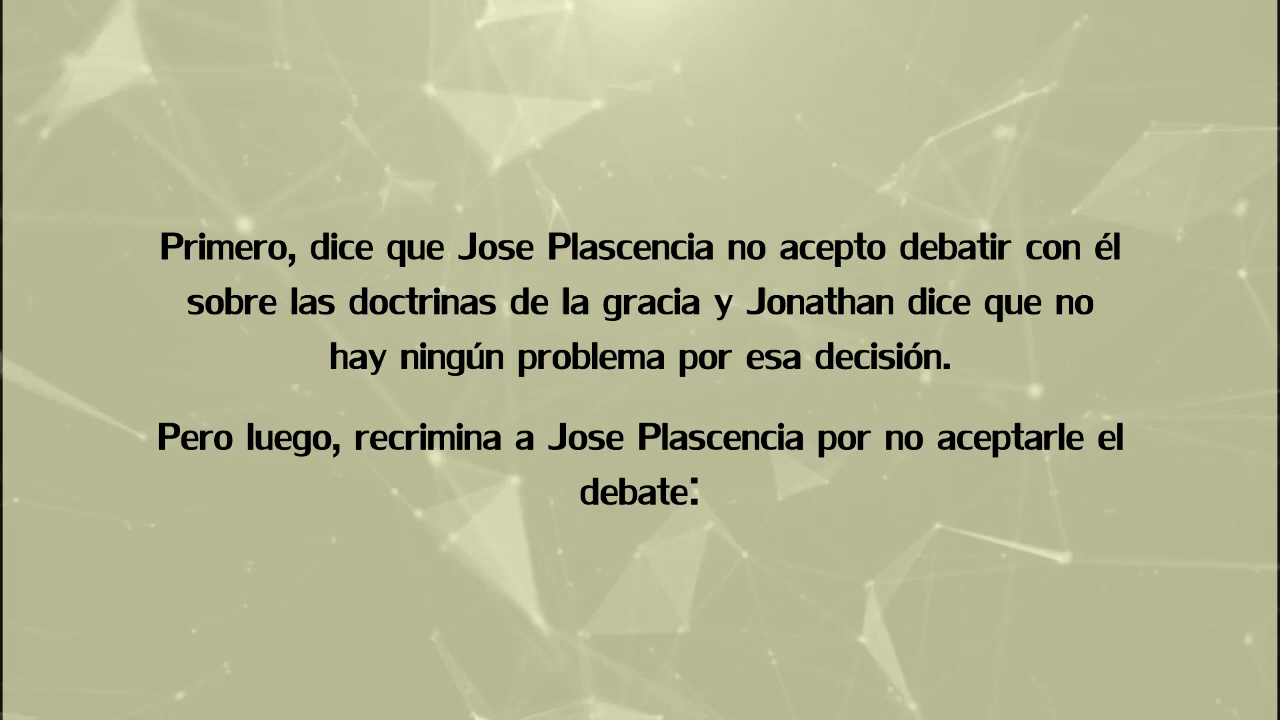 Primero, dice que Jose Plascencia no acepto debatir con él
sobre las doctrinas de la gracia y Jonathan dice que no
hay ningún problema por esa decisión.
Pero luego, recrimina a Jose Plascencia por no aceptarle el
debate: